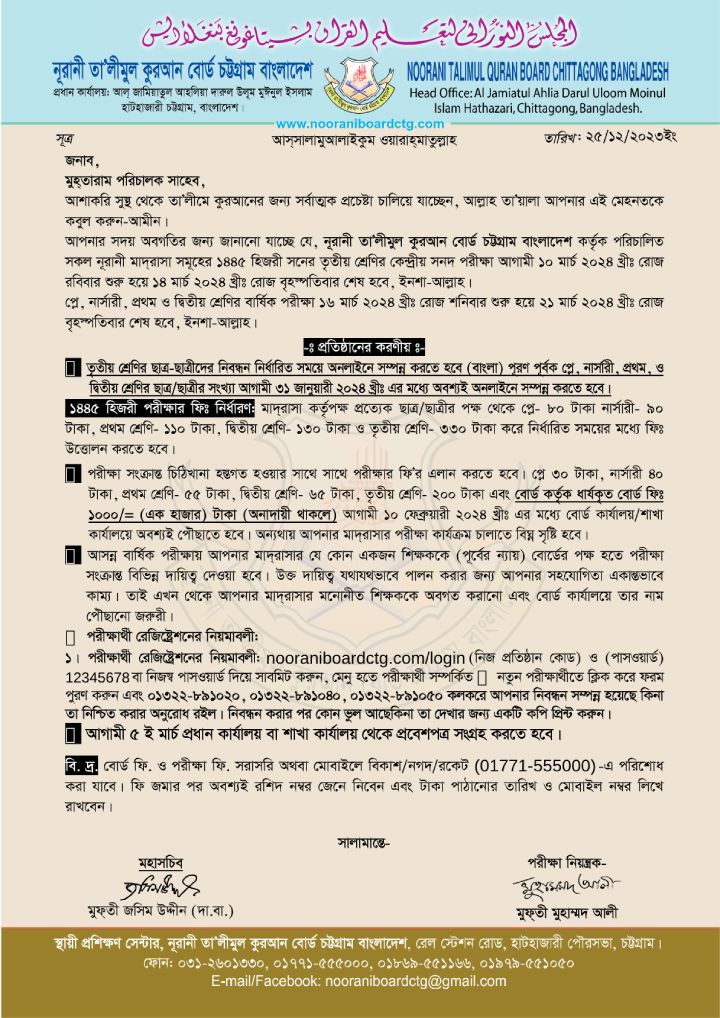 المجلس النوراني لتعليم القرآن بشيتاغونغ بنغلاديش
নূরানী তা'লীমুল কুরআন বোর্ড চট্টগ্রাম বাংলাদেশ
প্রধান কার্যালয়: আল্ জামিয়াতুল আহলিয়া দারুল উলূম মুঈনুল ইসলাম
হাটহাজারী চট্টগ্রাম, বাংলাদেশ।
NOORANI TALIMUL QURAN BOARD CHITTAGONG BANGLADESH
Head Office: Al Jamiatul Ahlia Darul Uloom Moinul
Islam Hathazari, Chittagong, Bangladesh.
www.nooraniboardctg.com
সূত্র আস্সালামুআলাইকুম ওয়ারাহ্মাতুল্লাহ তারিখ: ২৫/১২/২০২৩ইং
জনাব,
মুহ্তারাম পরিচালক সাহেব,
আশাকরি সুস্থ থেকে তা'লীমে কুরআনের জন্য সর্বাত্মক প্রচেষ্টা চালিয়ে যাচ্ছেন, আল্লাহ তা'য়ালা আপনার এই মেহনতকে
কবুল করুন-আমীন।
আপনার সদয় অবগতির জন্য জানানো যাচ্ছে যে, নূরানী তা'লীমুল কুরআন বোর্ড চট্টগ্রাম বাংলাদেশ কর্তৃক পরিচালিত
সকল নূরানী মাদ্রাসা সমূহের ১৪৪৫ হিজরী সনের তৃতীয় শ্রেণির কেন্দ্রীয় সনদ পরীক্ষা আগামী ১০ মার্চ ২০২৪ খ্রীঃ রোজ
রবিবার শুরু হয়ে ১৪ মার্চ ২০২৪ খ্রীঃ রোজ বৃহস্পতিবার শেষ হবে, ইনশা-আল্লাহ।
প্লে, নার্সারী, প্রথম ও দ্বিতীয় শ্রেণির বার্ষিক পরীক্ষা ১৬ মার্চ ২০২৪ খ্রীঃ রোজ শনিবার শুরু হয়ে ২১ মার্চ ২০২৪ খ্রীঃ রোজ
বৃহস্পতিবার শেষ হবে, ইনশা-আল্লাহ।
-ঃ প্রতিষ্ঠানের করণীয় ঃ-
তৃতীয় শ্রেণির ছাত্র-ছাত্রীদের নিবন্ধন নির্ধারিত সময়ে অনলাইনে সম্পন্ন করতে হবে (বাংলা) পুরণ পূর্বক প্লে, নার্সারী, প্রথম, ও
দ্বিতীয় শ্রেণির ছাত্র/ছাত্রীর সংখ্যা আগামী ৩১ জানুয়ারী ২০২৪ খ্রীঃ এর মধ্যে অবশ্যই অনলাইনে সম্পন্ন করতে হবে।
১৪৪৫ হিজরী পরীক্ষার ফিঃ নির্ধারণ: মাদ্রাসা কর্তৃপক্ষ প্রত্যেক ছাত্র/ছাত্রীর পক্ষ থেকে প্লে- ৮০ টাকা নার্সারী- ৯০
টাকা, প্রথম শ্রেণি- ১১০ টাকা, দ্বিতীয় শ্রেণি- ১৩০ টাকা ও তৃতীয় শ্রেণি- ৩৩০ টাকা করে নির্ধারিত সময়ের মধ্যে ফিঃ
উত্তোলন করতে হবে।
পরীক্ষা সংক্রান্ত চিঠিখানা হস্তগত হওয়ার সাথে সাথে পরীক্ষার ফি'র এলান করতে হবে। প্লে ৩০ টাকা, নার্সারী ৪০
টাকা, প্রথম শ্রেণি- ৫৫ টাকা, দ্বিতীয় শ্রেণি- ৬৫ টাকা, তৃতীয় শ্রেণি- ২০০ টাকা এবং বোর্ড কর্তৃক ধার্যকৃত বোর্ড ফিঃ
১০০০/= (এক হাজার) টাকা (অনাদায়ী থাকলে) আগামী ১০ ফেব্রুয়ারী ২০২৪ খ্রীঃ এর মধ্যে বোর্ড কার্যালয়/শাখা
কার্যালয়ে অবশ্যই পৌছাতে হবে। অন্যথায় আপনার মাদ্রাসার পরীক্ষা কার্যক্রম চালাতে বিঘ্ন সৃষ্টি হবে।
আসন্ন বার্ষিক পরীক্ষায় আপনার মাদ্রাসার যে কোন একজন শিক্ষককে (পূর্বের ন্যায়) বোর্ডের পক্ষ হতে পরীক্ষা
সংক্রান্ত বিভিন্ন দায়িত্ব দেওয়া হবে। উক্ত দায়িত্ব যথাযথভাবে পালন করার জন্য আপনার সহযোগিতা একান্তভাবে
কাম্য। তাই এখন থেকে আপনার মাদ্রাসার মনোনীত শিক্ষককে অবগত করানো এবং বোর্ড কার্যালয়ে তার নাম
পৌছানো জরুরী।
পরীক্ষার্থী রেজিষ্ট্রেশনের নিয়মাবলী:
১। পরীক্ষার্থী রেজিষ্ট্রেশনের নিয়মাবলী: nooraniboardctg.com/login (নিজ প্রতিষ্ঠান কোড) ও (পাসওয়ার্ড)
12345678 বা নিজস্ব পাসওয়ার্ড দিয়ে সাবমিট করুন, মেনু হতে পরীক্ষার্থী সম্পর্কিত নতুন পরীক্ষার্থীতে ক্লিক করে ফরম
পুরণ করুন এবং ০১৩২২-৮৯১০২০, ০১৩২২-৮৯১০৪০, ০১৩২২-৮৯১০৫০ কলকরে আপনার নিবন্ধন সম্পন্ন হয়েছে কিনা
তা নিশ্চিত করার অনুরোধ রইল। নিবন্ধন করার পর কোন ভুল আছেকিনা তা দেখার জন্য একটি কপি প্রিন্ট করুন।
আগামী ৫ ই মার্চ প্রধান কার্যালয় বা শাখা কার্যালয় থেকে প্রবেশপত্র সংগ্রহ করতে হবে।
বি. দ্র. বোর্ড ফি. ও পরীক্ষা ফি. সরাসরি অথবা মোবাইলে বিকাশ/নগদ/রকেট (01771-555000) -এ পরিশোধ
করা যাবে। ফি জমার পর অবশ্যই রশিদ নম্বর জেনে নিবেন এবং টাকা পাঠানোর তারিখ ও মোবাইল নম্বর লিখে
রাখবেন।
সালামান্তে-
মহাসচিব
মুফ্তী জসিম উদ্দীন (দা.বা.)
পরীক্ষা নিয়ন্ত্রক-
মুহাম্মদ আলী
মুফ্তী মুহাম্মদ আলী
স্থায়ী প্রশিক্ষণ সেন্টার, নূরানী তা'লীমুল কুরআন বোর্ড চট্টগ্রাম বাংলাদেশ, রেল স্টেশন রোড, হাটহাজারী পৌরসভা, চট্টগ্রাম।
ফোন: ০৩১-২৬০১৩৩০, ০১৭৭১-৫৫৫০০০, ০১৮৬৯-৫৫১১৬৬, ০১৯৭৯-৫৫১০৫০
E-mail/Facebook: nooraniboardctg@gmail.com